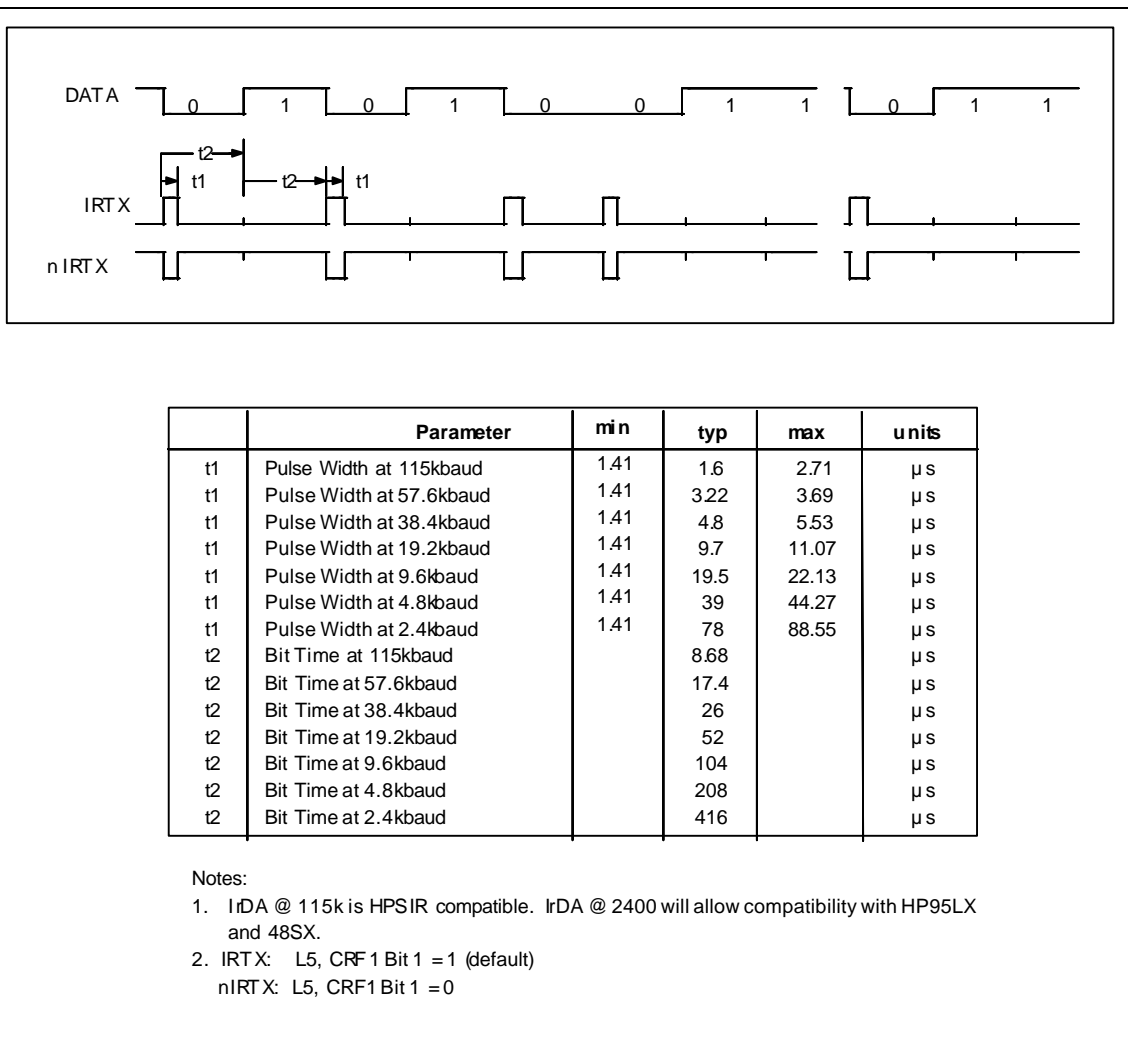 DATA 0 1 0 1 0 0 1 1 0 1 1
t2
t1 t2 t1
IRTX
nIRTX
Parameter min typ max units
t1 Pulse Width at 115kbaud 1.41 1.6 2.71 µs
t1 Pulse Width at 57.6kbaud 1.41 3.22 3.69 µs
t1 Pulse Width at 38.4kbaud 1.41 4.8 5.53 µs
t1 Pulse Width at 19.2kbaud 1.41 9.7 11.07 µs
t1 Pulse Width at 9.6kbaud 1.41 19.5 22.13 µs
t1 Pulse Width at 4.8kbaud 1.41 39 44.27 µs
t1 Pulse Width at 2.4kbaud 1.41 78 88.55 µs
t2 Bit Time at 115kbaud 8.68 µs
t2 Bit Time at 57.6kbaud 17.4 µs
t2 Bit Time at 38.4kbaud 26 µs
t2 Bit Time at 19.2kbaud 52 µs
t2 Bit Time at 9.6kbaud 104 µs
t2 Bit Time at 4.8kbaud 208 µs
t2 Bit Time at 2.4kbaud 416 µs
Notes:
1. IrDA @ 115k is HPSIR compatible. IrDA @ 2400 will allow compatibility with HP95LX
and 48SX.
2. IRTX: L5, CRF1 Bit 1 = 1 (default)
nIRTX: L5, CRF1 Bit 1 = 0